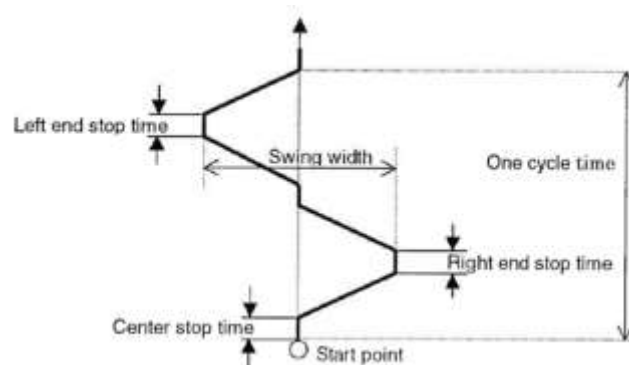 Left end stop time
Swing width
One cycle time
Right end stop time
Center stop time
Start point